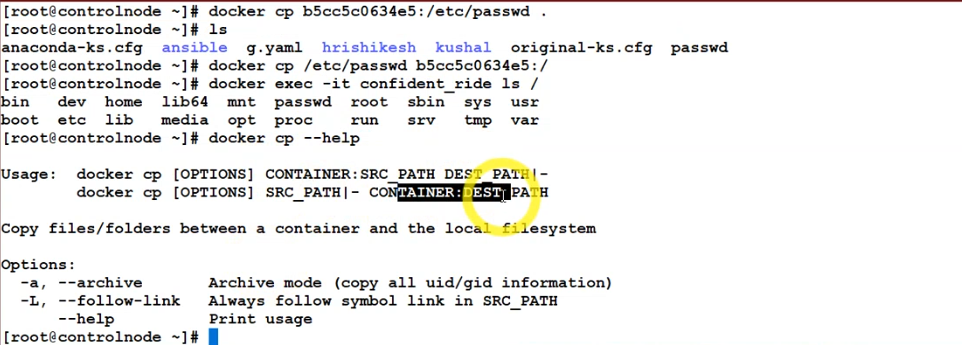 [root@controlnode ~]# docker cp b5cc5c0634e5:/etc/passwd .
[root@controlnode ~]# ls
anaconda-ks.cfg  ansible  g.yaml  hrishikesh  kushal  original-ks.cfg  passwd
[root@controlnode ~]# docker cp /etc/passwd b5cc5c0634e5:/
[root@controlnode ~]# docker exec -it confident_ride ls /
bin   dev  home  lib64  mnt  passwd  root  sbin  sys  usr
boot  etc  lib   media  opt  proc    run   srv   tmp  var
[root@controlnode ~]# docker cp --help
Usage:  docker cp [OPTIONS] CONTAINER:SRC_PATH DEST_PATH|-
        docker cp [OPTIONS] SRC_PATH|- CONTAINER:DEST_PATH
Copy files/folders between a container and the local filesystem
Options:
  -a, --archive       Archive mode (copy all uid/gid information)
  -L, --follow-link   Always follow symbol link in SRC_PATH
      --help          Print usage
[root@controlnode ~]#